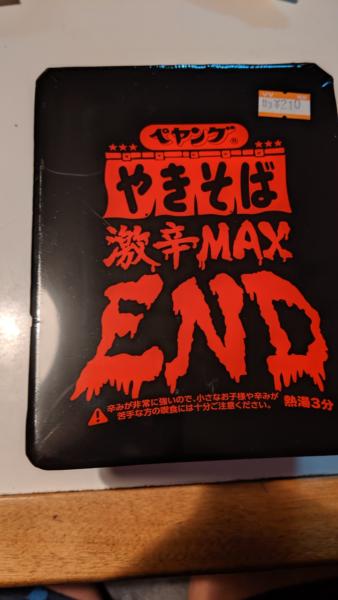 ¥210
ペヤング®
やきそば
激辛MAX
END
辛みが非常に強いので、小さなお子様や辛みが
苦手な方の喫食には十分ご注意ください。
熱湯3分